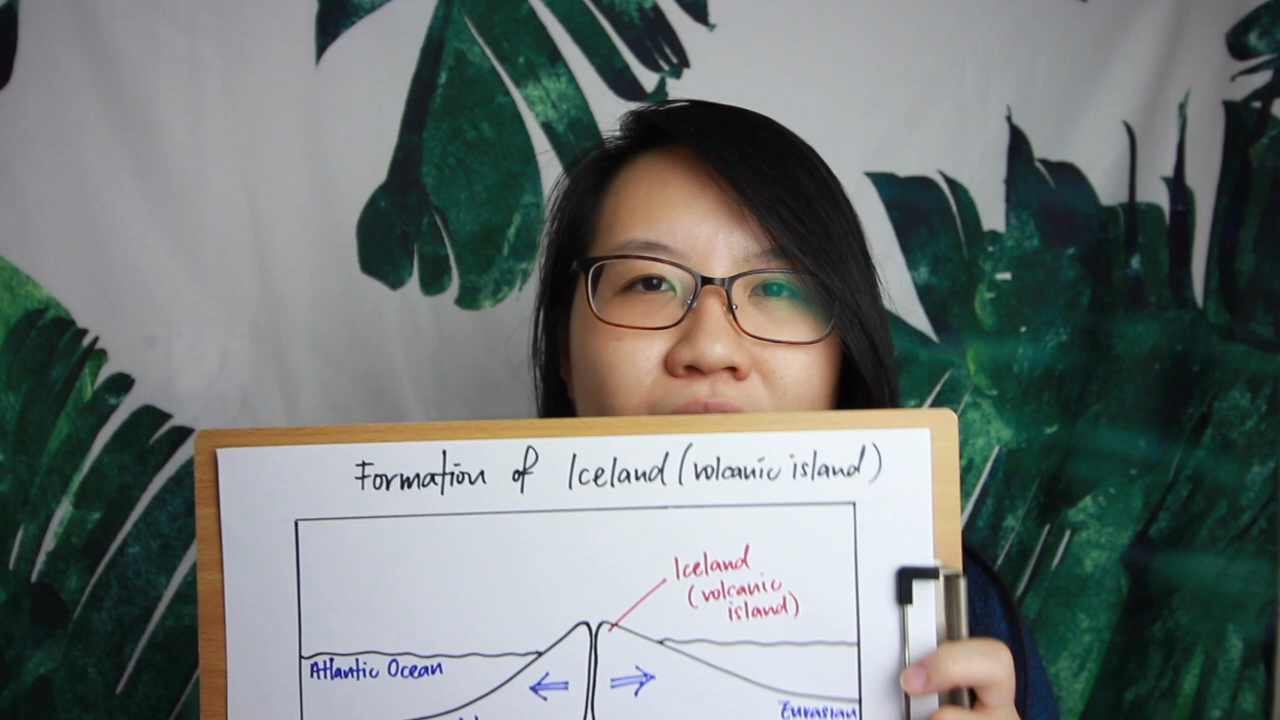 Formation of Iceland (volcanic island)
Iceland
(volcanic
island)
Atlantic Ocean
Eurasian